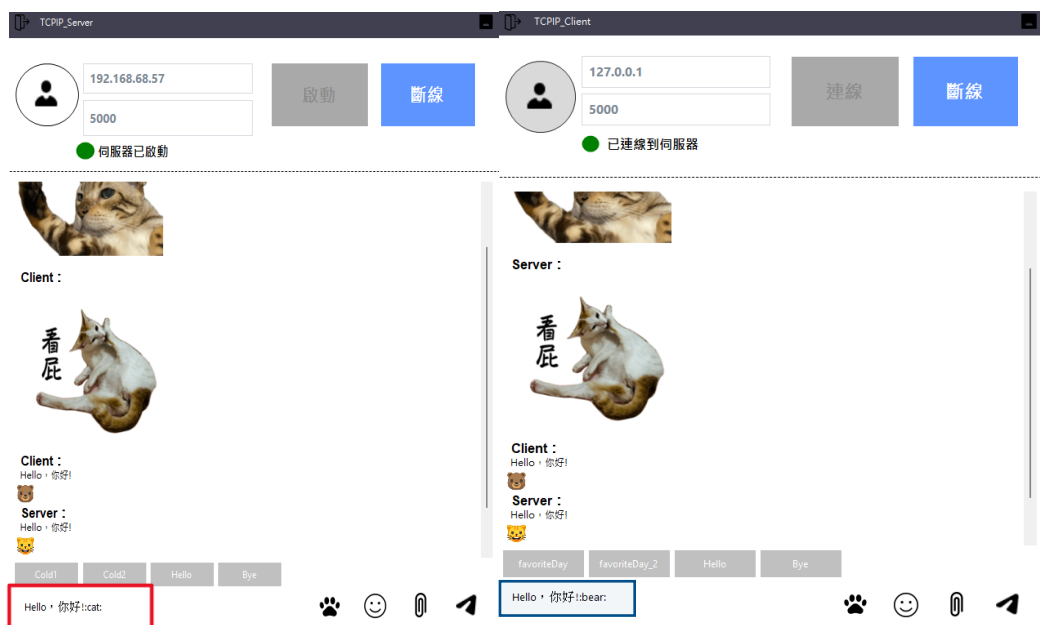 TCPIP_Server
192.168.68.57
啟動
斷線
5000
伺服器已啟動
Client：
看屁
Client：
Hello，你好!
Server：
Hello，你好!
Cold1
Cold2
Hello
Bye
Hello，你好!:cat:
TCPIP_Client
127.0.0.1
連線
斷線
5000
已連線到伺服器
Server：
看屁
Client：
Hello，你好!
Server：
Hello，你好!
favoriteDay
favoriteDay_2
Hello
Bye
Hello，你好!:bear: